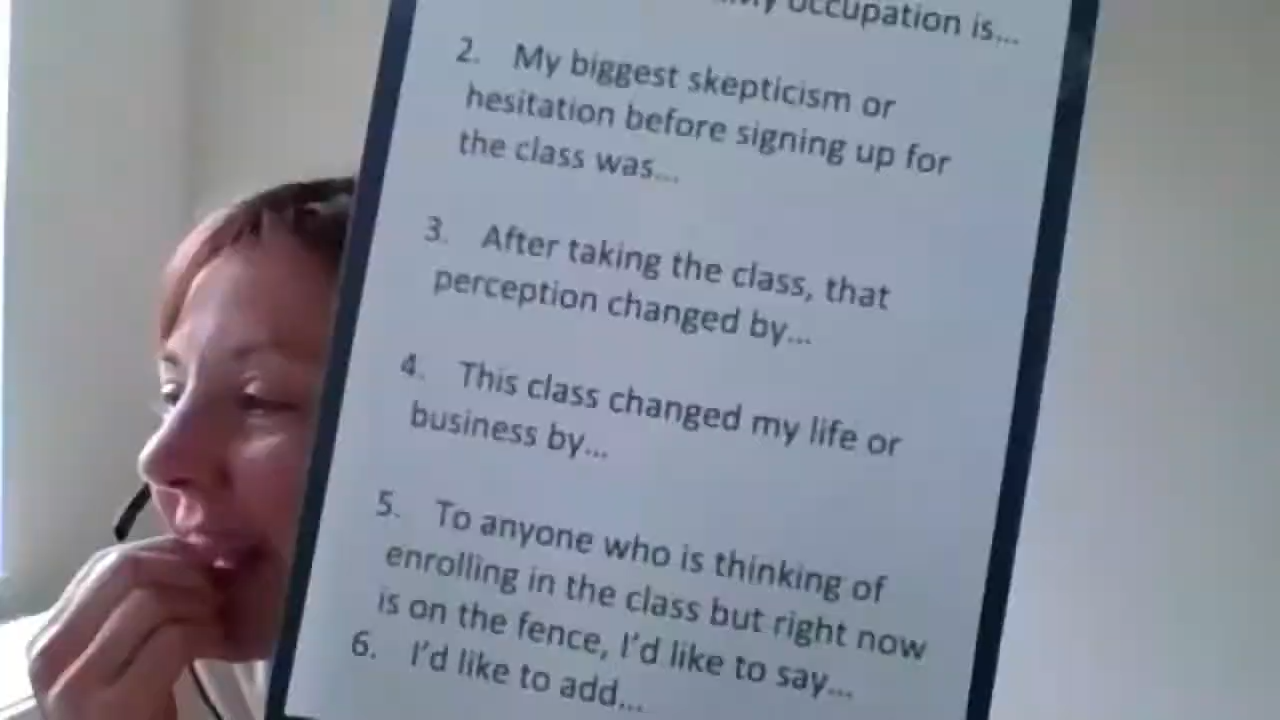 My occupation is...
2. My biggest skepticism or
hesitation before signing up for
the class was...
3. After taking the class, that
perception changed by...
4. This class changed my life or
business by...
5. To anyone who is thinking of
enrolling in the class but right now
is on the fence, I'd like to say...
6. I'd like to add...